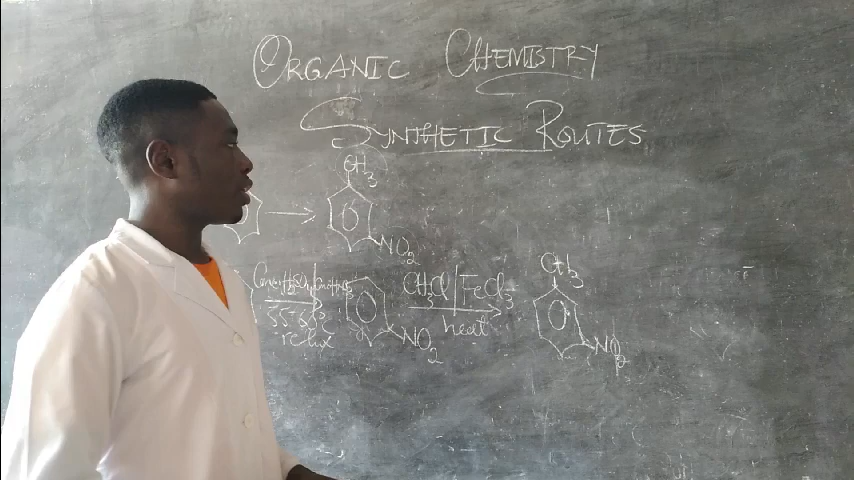 ORGANIC CHEMISTRY
SYNTHETIC ROUTES
CH3
NO2
CH3Cl/FeCl3
CH3
heat
reflux
NO2
NO2